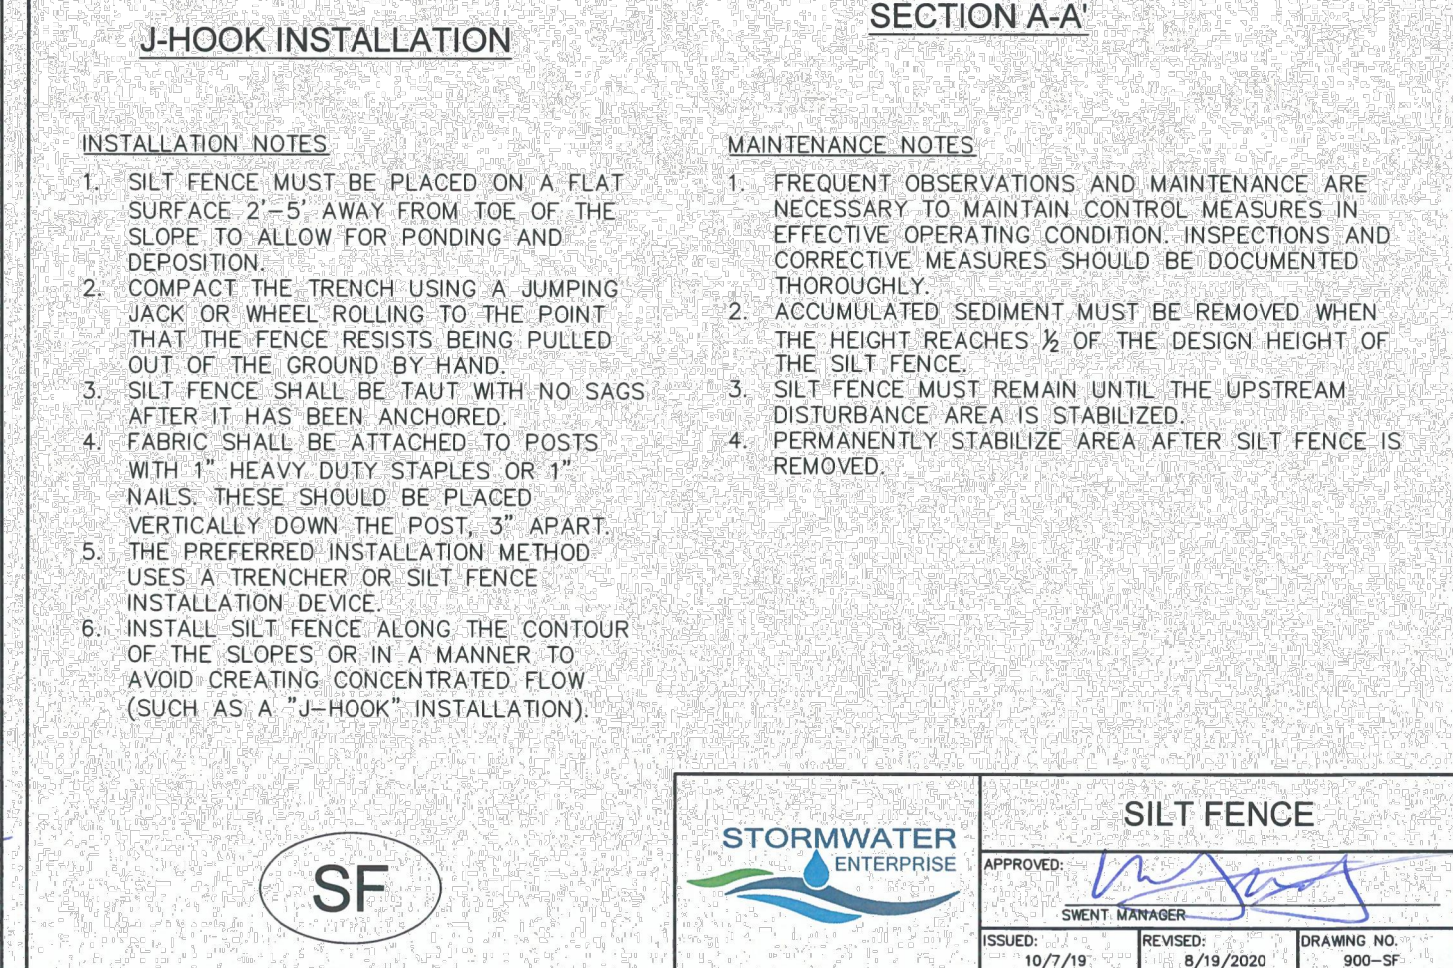 J-HOOK INSTALLATION
SECTION A-A'
INSTALLATION NOTES
1. SILT FENCE MUST BE PLACED ON A FLAT
SURFACE 2'-5' AWAY FROM TOE OF THE
SLOPE TO ALLOW FOR PONDING AND
DEPOSITION.
2. COMPACT THE TRENCH USING A JUMPING
JACK OR WHEEL ROLLING TO THE POINT
THAT THE FENCE RESISTS BEING PULLED
OUT OF THE GROUND BY HAND.
3. SILT FENCE SHALL BE TAUT WITH NO SAGS
AFTER IT HAS BEEN ANCHORED.
4. FABRIC SHALL BE ATTACHED TO POSTS
WITH 1" HEAVY DUTY STAPLES OR 1"
NAILS. THESE SHOULD BE PLACED
VERTICALLY DOWN THE POST, 3" APART.
5. THE PREFERRED INSTALLATION METHOD
USES A TRENCHER OR SILT FENCE
INSTALLATION DEVICE.
6. INSTALL SILT FENCE ALONG THE CONTOUR
OF THE SLOPES OR IN A MANNER TO
AVOID CREATING CONCENTRATED FLOW
(SUCH AS A "J-HOOK" INSTALLATION).
MAINTENANCE NOTES
1. FREQUENT OBSERVATIONS AND MAINTENANCE ARE
NECESSARY TO MAINTAIN CONTROL MEASURES IN
EFFECTIVE OPERATING CONDITION. INSPECTIONS AND
CORRECTIVE MEASURES SHOULD BE DOCUMENTED
THOROUGHLY.
2. ACCUMULATED SEDIMENT MUST BE REMOVED WHEN
THE HEIGHT REACHES ½ OF THE DESIGN HEIGHT OF
THE SILT FENCE.
3. SILT FENCE MUST REMAIN UNTIL THE UPSTREAM
DISTURBANCE AREA IS STABILIZED.
4. PERMANENTLY STABILIZE AREA AFTER SILT FENCE IS
REMOVED.
SF
STORMWATER
ENTERPRISE
SILT FENCE
APPROVED:
SWENT MANAGER
ISSUED:
10/7/19
REVISED:
8/19/2020
DRAWING NO.
900-SF